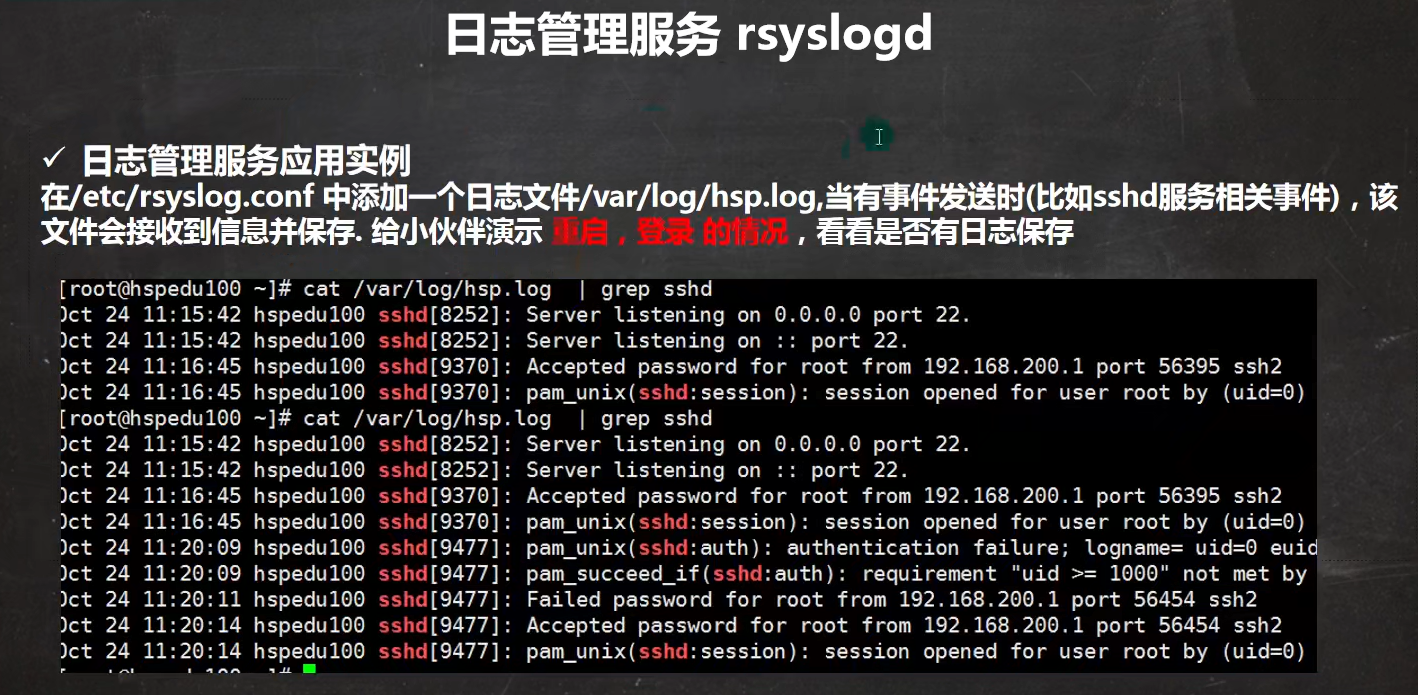 日志管理服务 rsyslogd
✓ 日志管理服务应用实例
在/etc/rsyslog.conf 中添加一个日志文件/var/log/hsp.log,当有事件发送时(比如sshd服务相关事件)，该
文件会接收到信息并保存. 给小伙伴演示 重启，登录 的情况，看看是否有日志保存
[root@hspedu100 ~]# cat /var/log/hsp.log  | grep sshd
Oct 24 11:15:42 hspedu100 sshd[8252]: Server listening on 0.0.0.0 port 22.
Oct 24 11:15:42 hspedu100 sshd[8252]: Server listening on :: port 22.
Oct 24 11:16:45 hspedu100 sshd[9370]: Accepted password for root from 192.168.200.1 port 56395 ssh2
Oct 24 11:16:45 hspedu100 sshd[9370]: pam_unix(sshd:session): session opened for user root by (uid=0)
[root@hspedu100 ~]# cat /var/log/hsp.log  | grep sshd
Oct 24 11:15:42 hspedu100 sshd[8252]: Server listening on 0.0.0.0 port 22.
Oct 24 11:15:42 hspedu100 sshd[8252]: Server listening on :: port 22.
Oct 24 11:16:45 hspedu100 sshd[9370]: Accepted password for root from 192.168.200.1 port 56395 ssh2
Oct 24 11:16:45 hspedu100 sshd[9370]: pam_unix(sshd:session): session opened for user root by (uid=0)
Oct 24 11:20:09 hspedu100 sshd[9477]: pam_unix(sshd:auth): authentication failure; logname= uid=0 euid
Oct 24 11:20:09 hspedu100 sshd[9477]: pam_succeed_if(sshd:auth): requirement "uid >= 1000" not met by
Oct 24 11:20:11 hspedu100 sshd[9477]: Failed password for root from 192.168.200.1 port 56454 ssh2
Oct 24 11:20:14 hspedu100 sshd[9477]: Accepted password for root from 192.168.200.1 port 56454 ssh2
Oct 24 11:20:14 hspedu100 sshd[9477]: pam_unix(sshd:session): session opened for user root by (uid=0)